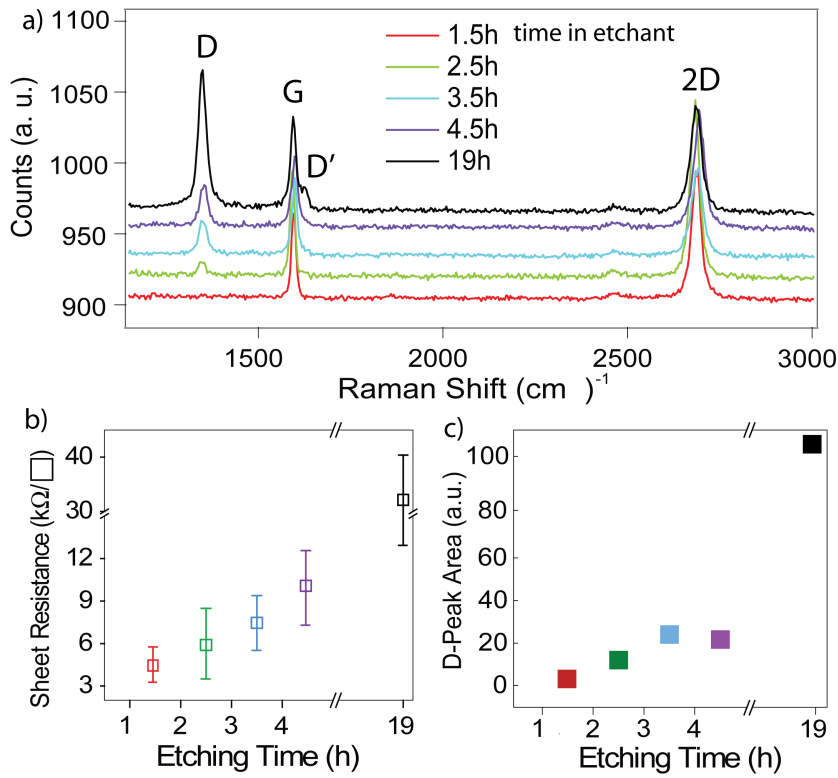 a)
1100
1050
1000
950
900
Counts (a. u.)
D
G
D′
2D
1.5h time in etchant
2.5h
3.5h
4.5h
19h
1500 2000 2500 3000
Raman Shift (cm )-1
b)
40
30
12
9
6
3
Sheet Resistance (kΩ/□)
1 2 3 4 19
Etching Time (h)
c)
100
80
60
40
20
0
D-Peak Area (a.u.)
1 2 3 4 19
Etching Time (h)